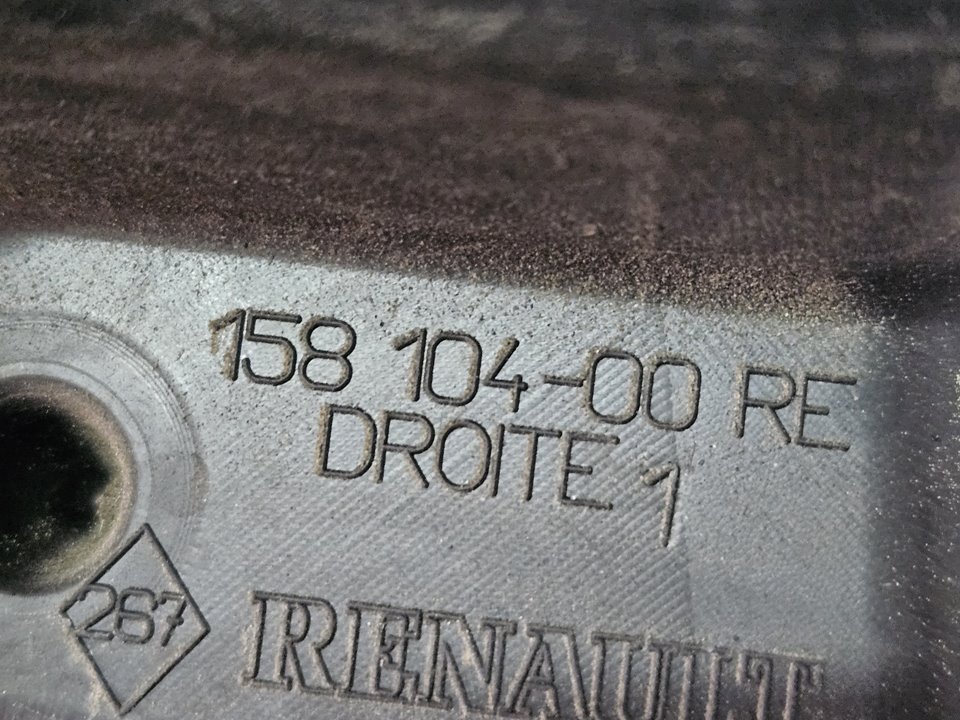 158 104-00 RE
DROITE 1
267
RENAULT